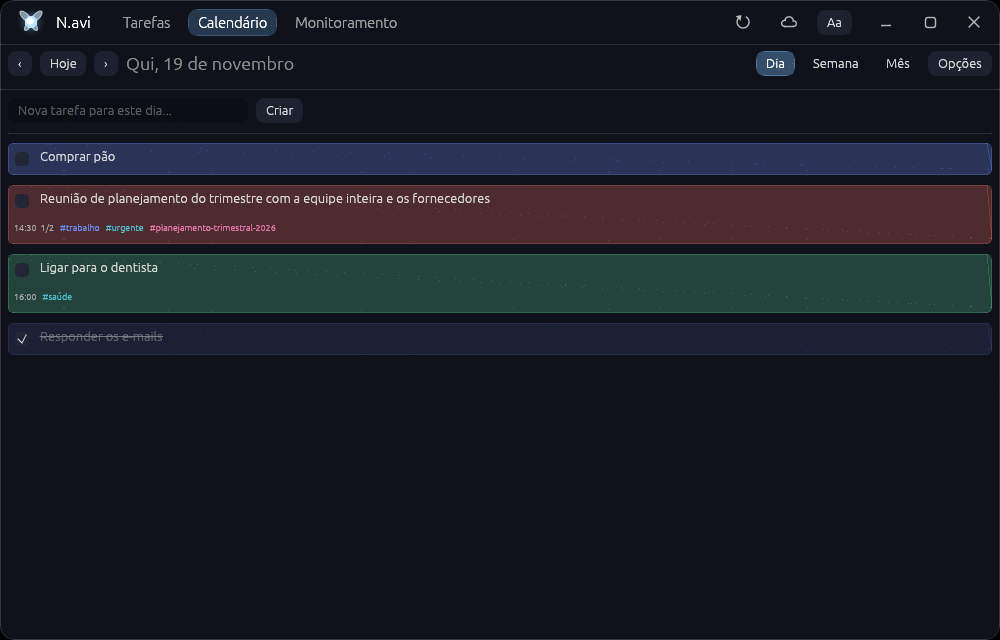 N.avi Tarefas Calendário Monitoramento Aa
‹ Hoje › Qui, 19 de novembro Dia Semana Mês Opções
Nova tarefa para este dia... Criar
Comprar pão
Reunião de planejamento do trimestre com a equipe inteira e os fornecedores
14:30 1/2 #trabalho #urgente #planejamento-trimestral-2026
Ligar para o dentista
16:00 #saúde
Responder os e-mails